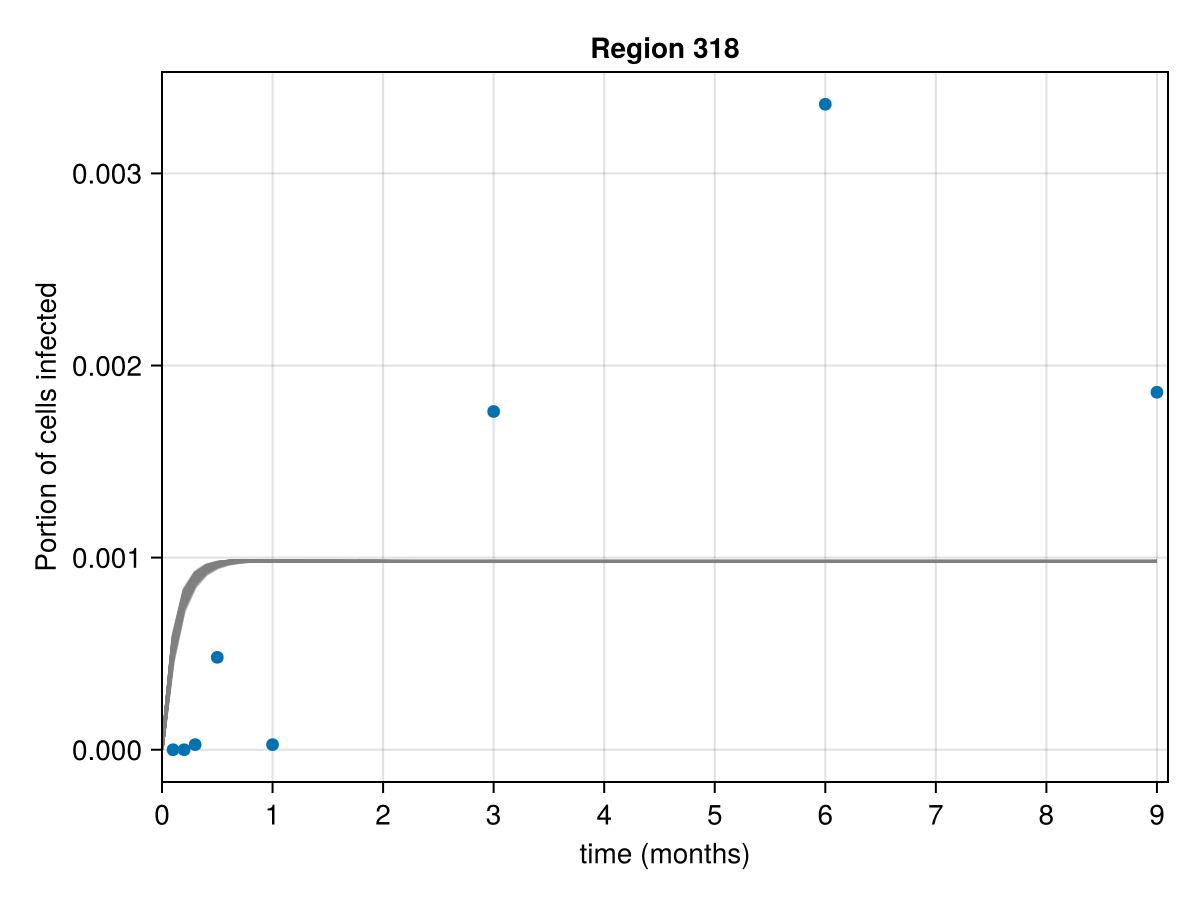 Region 318
0.003
0.002
0.001
0.000
Portion of cells infected
0 1 2 3 4 5 6 7 8 9
time (months)